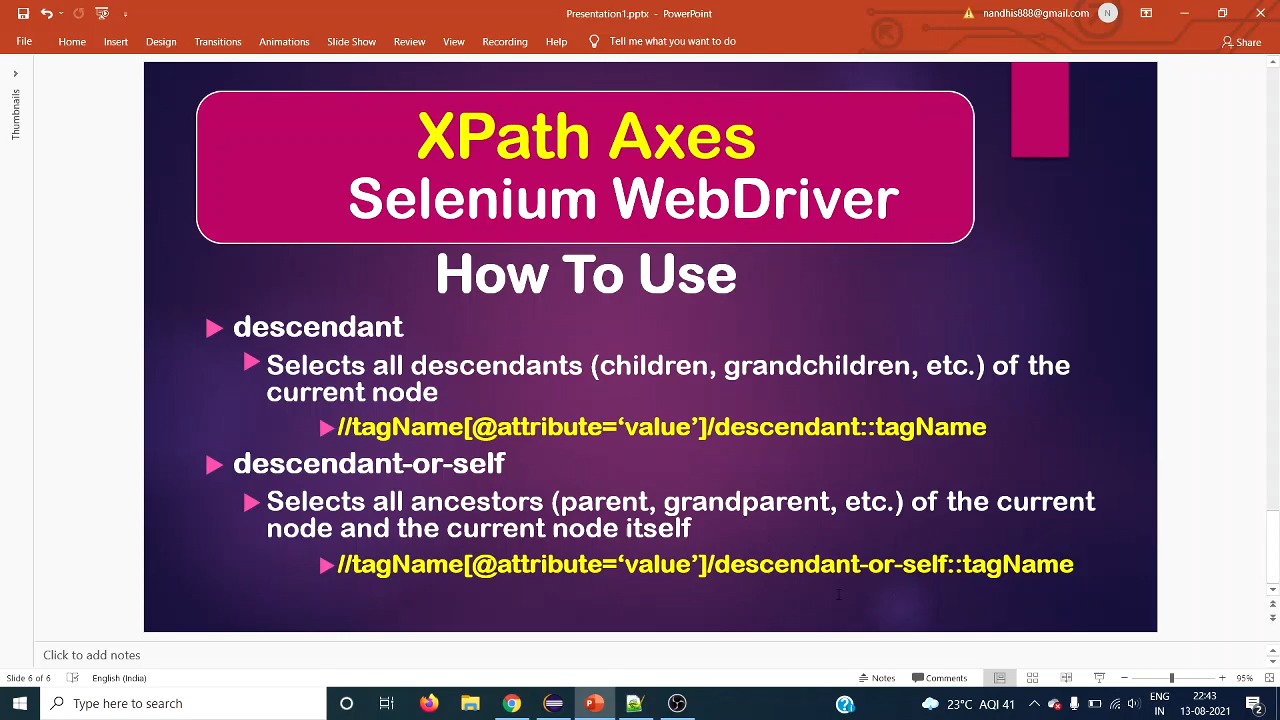 Presentation1.pptx - PowerPoint
nandhis888@gmail.com
N
File Home Insert Design Transitions Animations Slide Show Review View Recording Help Tell me what you want to do Share
Thumbnails
XPath Axes
Selenium WebDriver
How To Use
descendant
Selects all descendants (children, grandchildren, etc.) of the
current node
//tagName[@attribute=‘value’]/descendant::tagName
descendant-or-self
Selects all ancestors (parent, grandparent, etc.) of the current
node and the current node itself
//tagName[@attribute=‘value’]/descendant-or-self::tagName
Click to add notes
Slide 6 of 6 English (India) Notes Comments 95%
Type here to search
23°C AQI 41
ENG
IN
22:43
13-08-2021
2